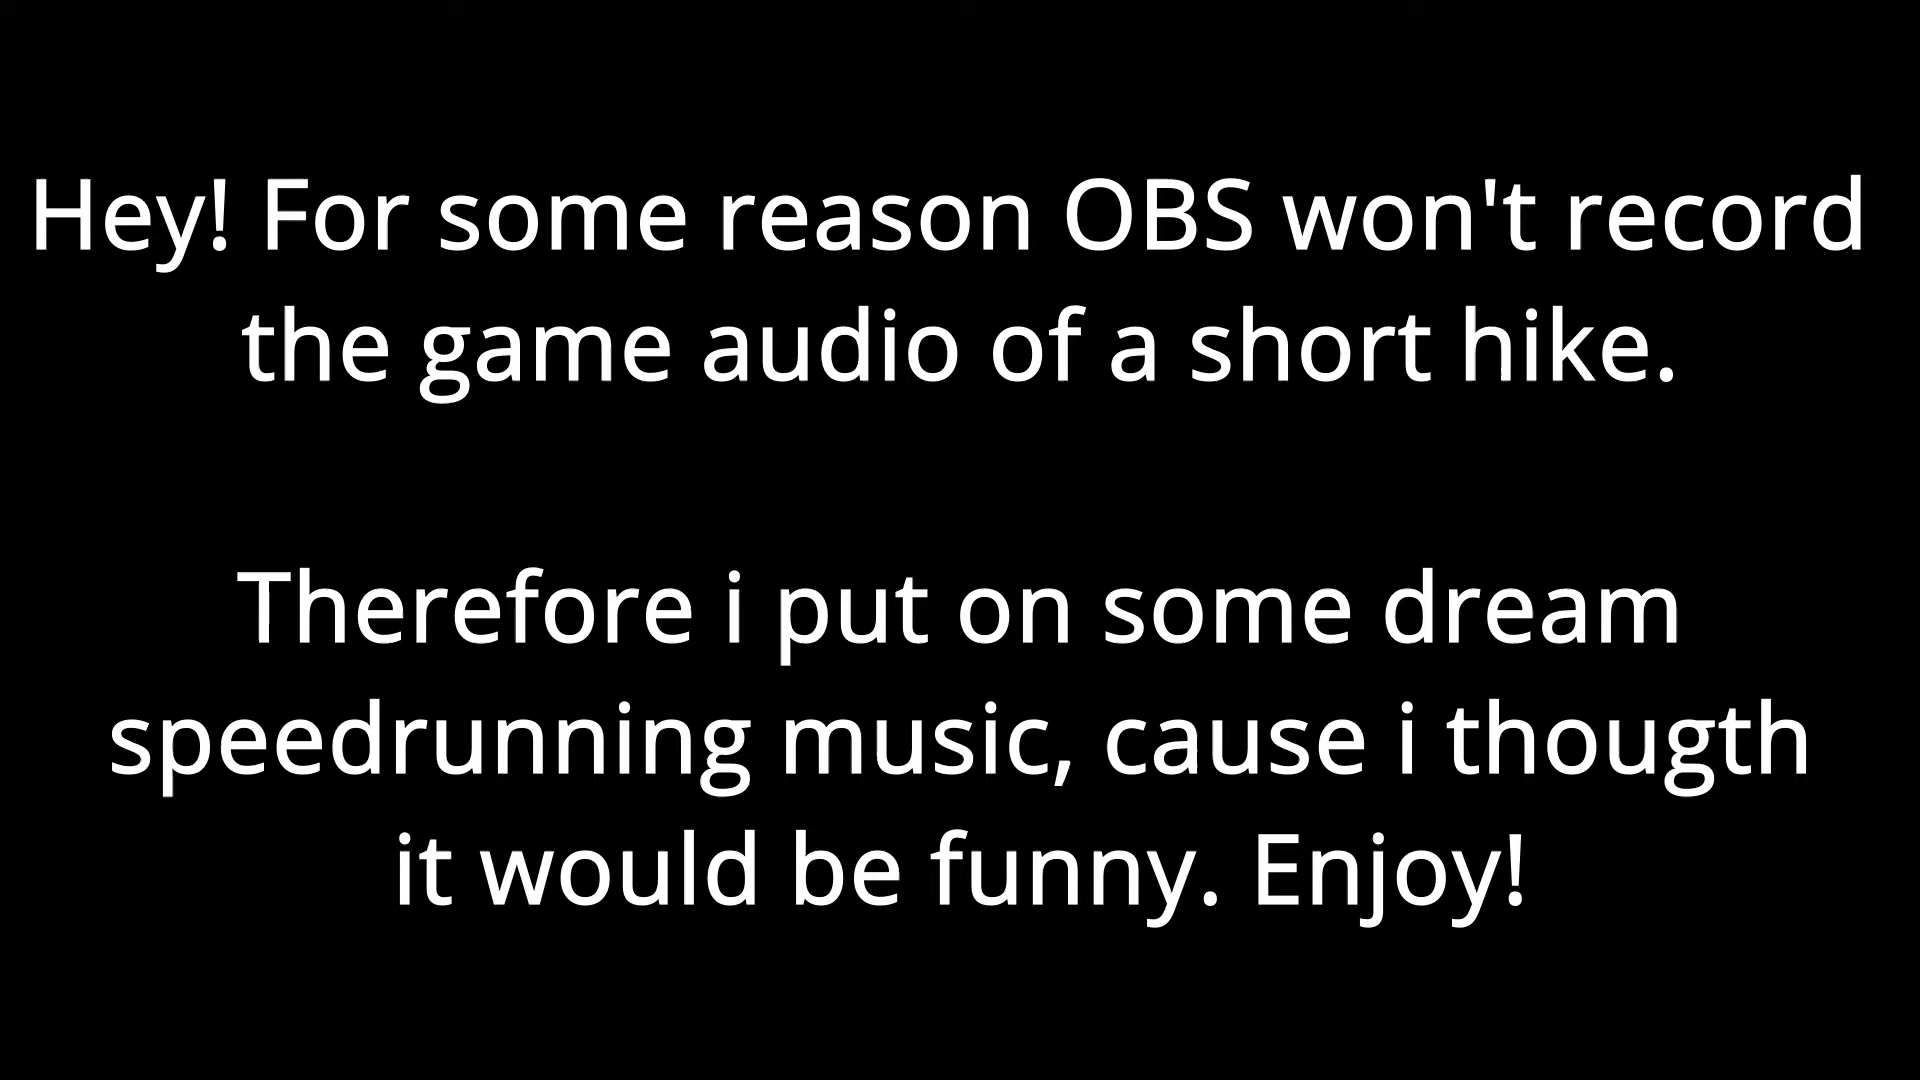 Hey! For some reason OBS won't record
the game audio of a short hike.
Therefore i put on some dream
speedrunning music, cause i thougth
it would be funny. Enjoy!